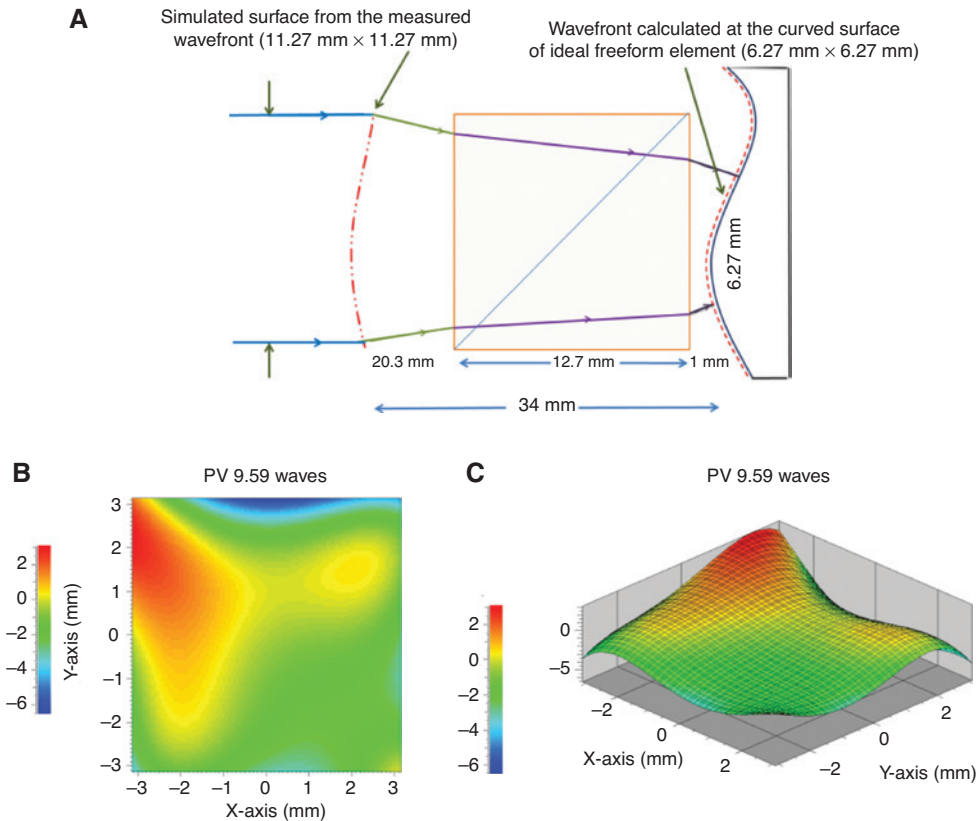 A
Simulated surface from the measured
wavefront (11.27 mm × 11.27 mm)
Wavefront calculated at the curved surface
of ideal freeform element (6.27 mm × 6.27 mm)
6.27 mm
20.3 mm
12.7 mm
1 mm
34 mm
B
PV 9.59 waves
2
0
–2
–4
–6
Y-axis (mm)
3
2
1
0
–1
–2
–3
–3 –2 –1 0 1 2 3
X-axis (mm)
C
PV 9.59 waves
2
0
–2
–4
–6
0
–5
–2
0
2
X-axis (mm)
–2
0
2
Y-axis (mm)